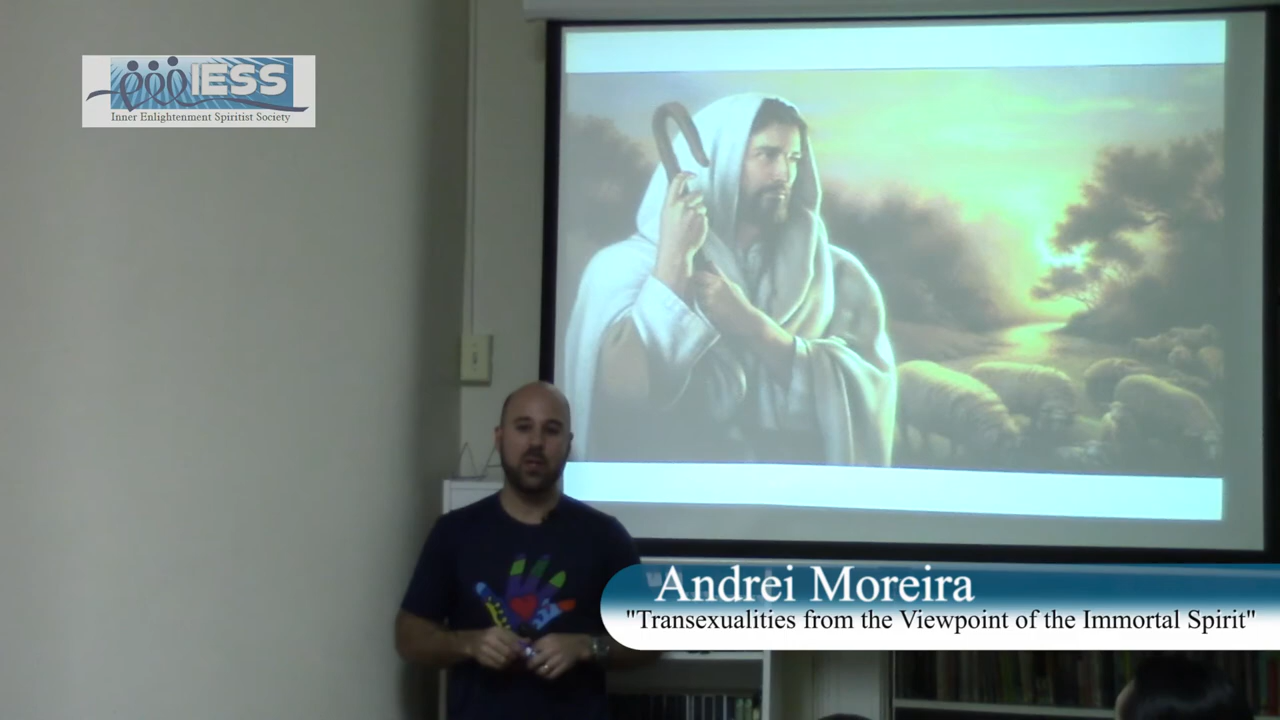 IESS
Inner Enlightenment Spiritist Society
Andrei Moreira
"Transexualities from the Viewpoint of the Immortal Spirit"